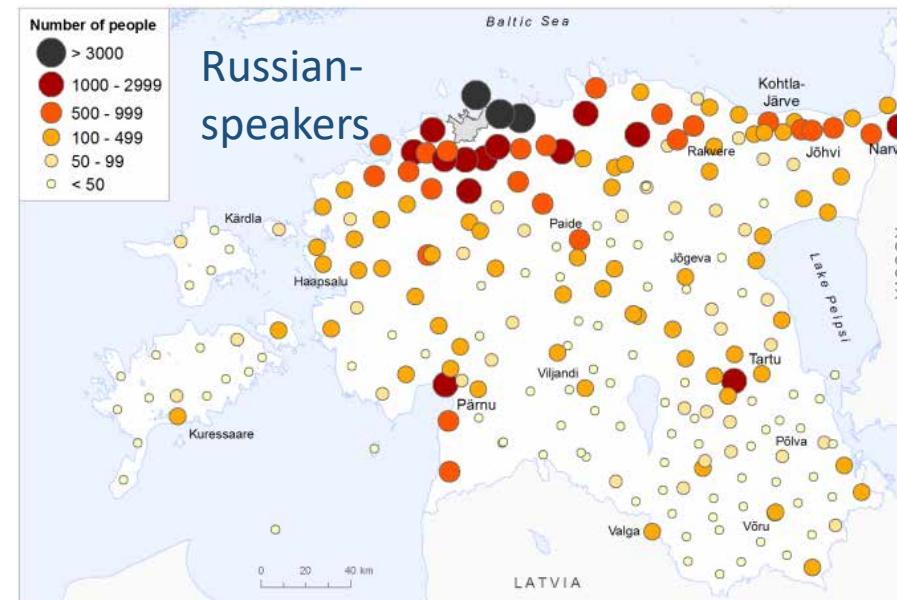 Number of people
> 3000
1000 - 2999
500 - 999
100 - 499
50 - 99
< 50
Russian-
speakers
Baltic Sea
Kohtla-
Järve
Rakvere
Jõhvi
Narv
Kärdla
Paide
Haapsalu
Jõgeva
Lake Peipsi
Viljandi
Tartu
Pärnu
Kuressaare
Põlva
Valga
Võru
0 20 40 km
LATVIA